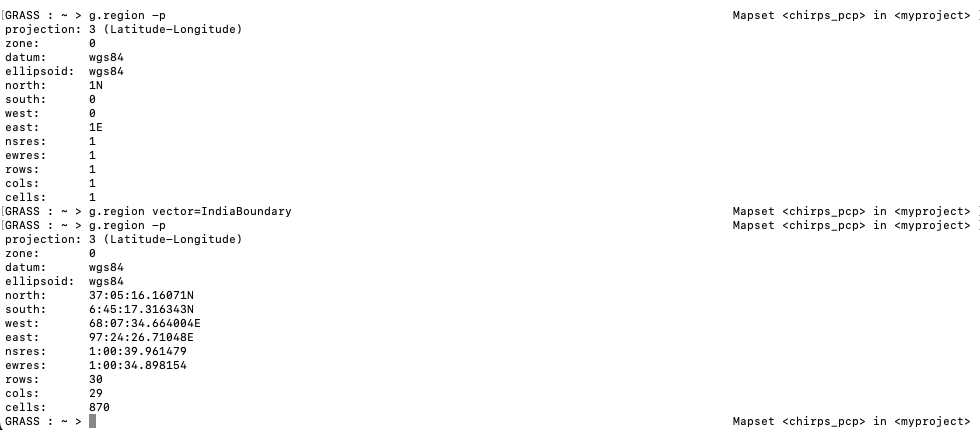 [GRASS : ~ > g.region -p Mapset <chirps_pcp> in <myproject> ]
projection: 3 (Latitude-Longitude)
zone: 0
datum: wgs84
ellipsoid: wgs84
north: 1N
south: 0
west: 0
east: 1E
nsres: 1
ewres: 1
rows: 1
cols: 1
cells: 1
[GRASS : ~ > g.region vector=IndiaBoundary Mapset <chirps_pcp> in <myproject> ]
[GRASS : ~ > g.region -p Mapset <chirps_pcp> in <myproject> ]
projection: 3 (Latitude-Longitude)
zone: 0
datum: wgs84
ellipsoid: wgs84
north: 37:05:16.16071N
south: 6:45:17.316343N
west: 68:07:34.664004E
east: 97:24:26.71048E
nsres: 1:00:39.961479
ewres: 1:00:34.898154
rows: 30
cols: 29
cells: 870
GRASS : ~ > Mapset <chirps_pcp> in <myproject>